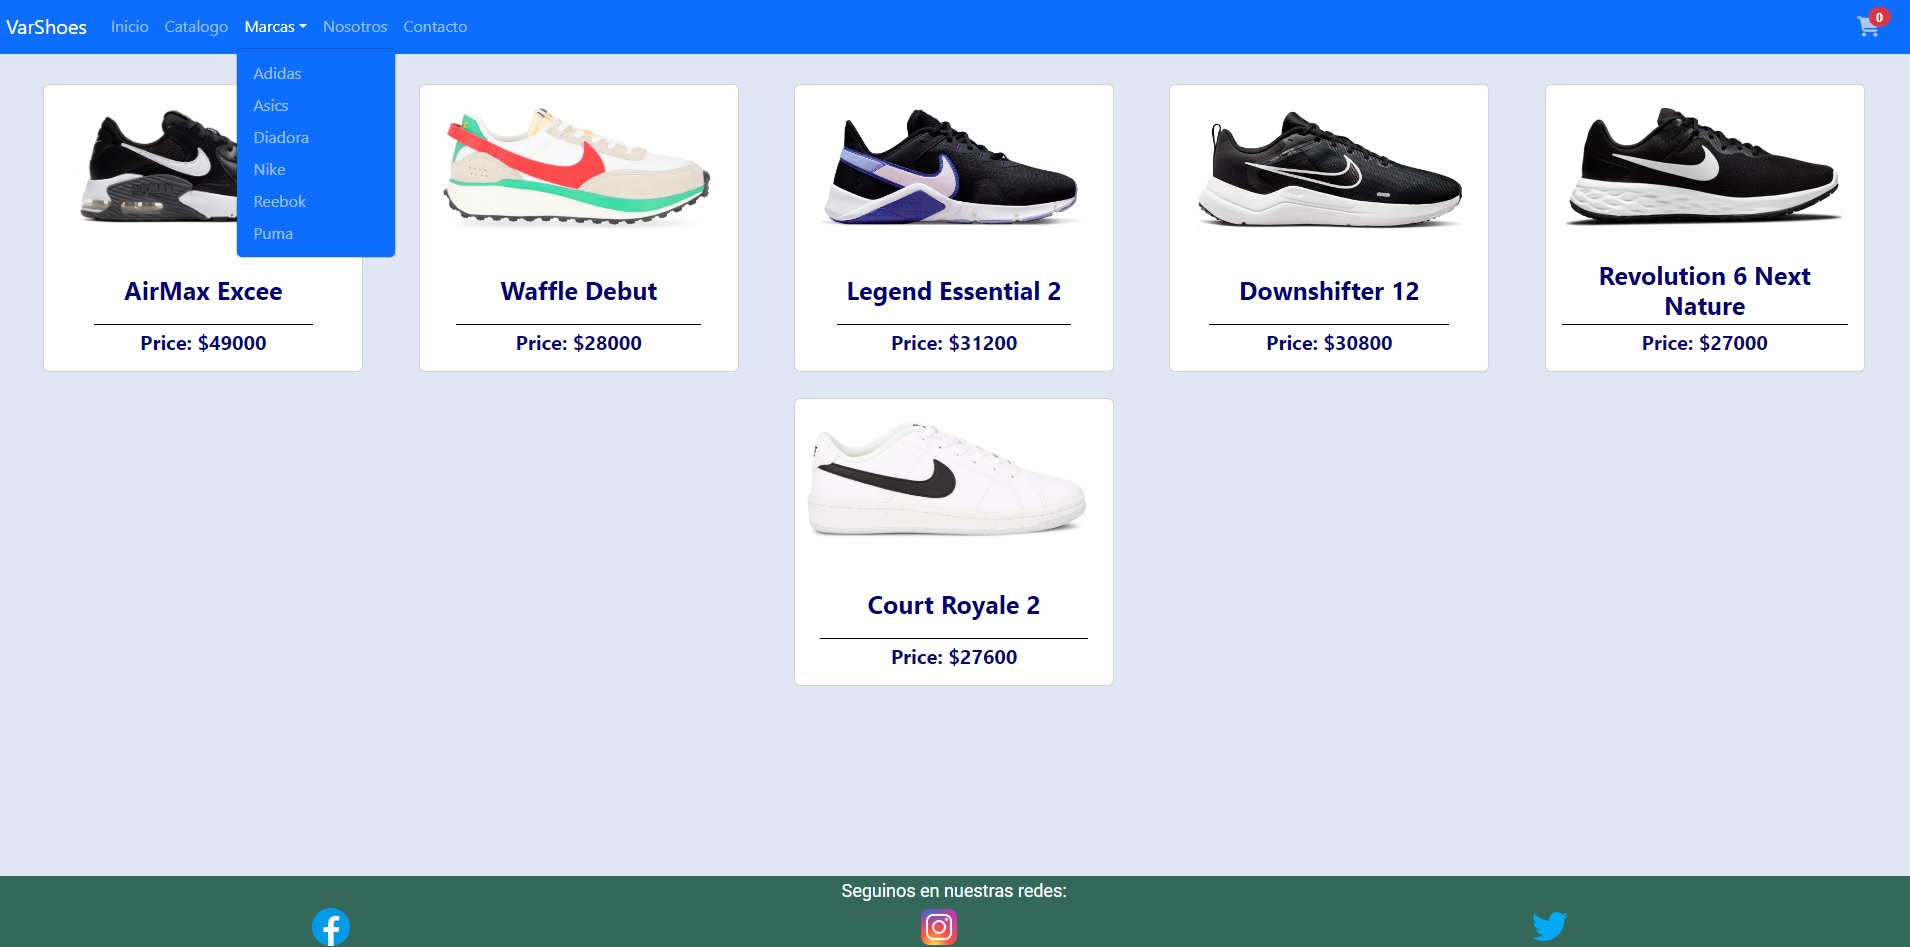 VarShoes Inicio Catalogo Marcas Nosotros Contacto 0
Adidas
Asics
Diadora
Nike
Reebok
Puma
AirMax Excee
Price: $49000
Waffle Debut
Price: $28000
Legend Essential 2
Price: $31200
Downshifter 12
Price: $30800
Revolution 6 Next
Nature
Price: $27000
Court Royale 2
Price: $27600
Seguinos en nuestras redes: